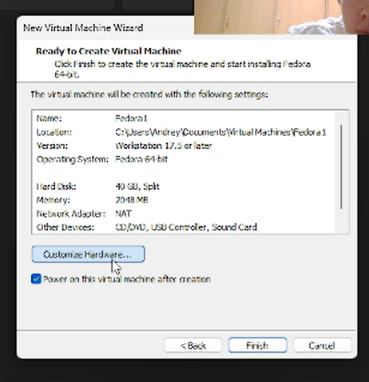 New Virtual Machine Wizard
Ready to Create Virtual Machine
Click Finish to create the virtual machine and start installing Fedora
64-bit.
The virtual machine will be created with the following settings:
Name: Fedora1
Location: C:\Users\Andrey\Documents\Virtual Machines\Fedora1
Version: Workstation 17.5 or later
Operating System: Fedora 64-bit
Hard Disk: 40 GB, Split
Memory: 2048 MB
Network Adapter: NAT
Other Devices: CD/DVD, USB Controller, Sound Card
Customize Hardware...
Power on this virtual machine after creation
< Back Finish Cancel